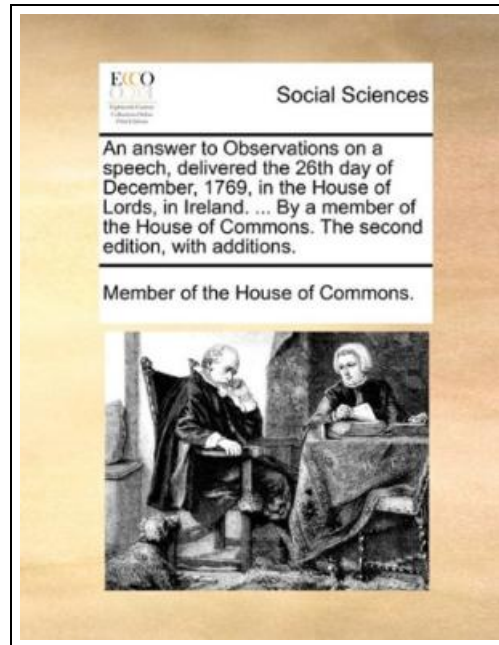 ECCO
Social Sciences
An answer to Observations on a
speech, delivered the 26th day of
December, 1769, in the House of
Lords, in Ireland. ... By a member of
the House of Commons. The second
edition, with additions.
Member of the House of Commons.